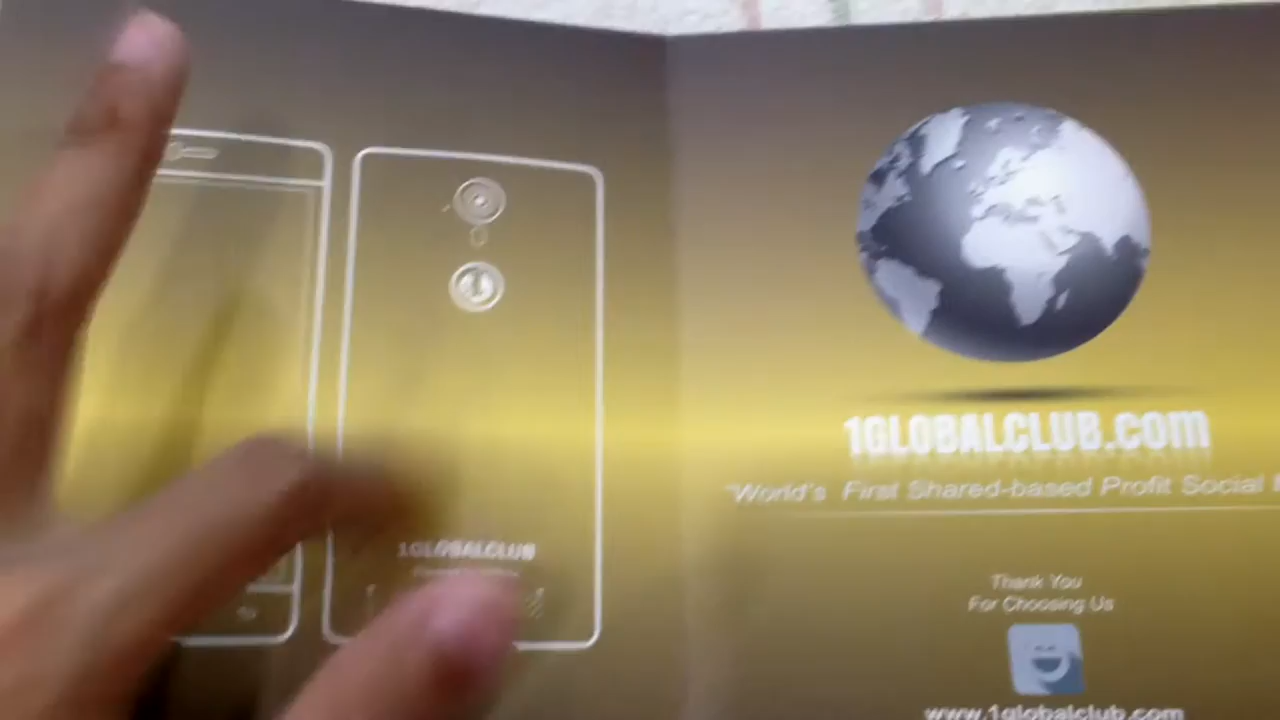 1GLOBALCLUB
1GLOBALCLUB.com
"World's First Shared-based Profit Social
Thank You
For Choosing Us
www.1globalclub.com